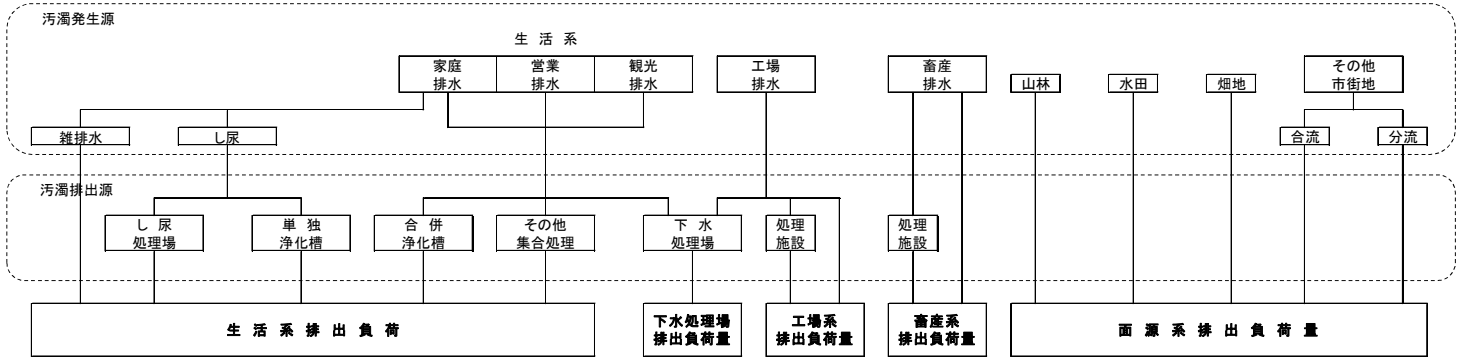 汚濁発生源
生 活 系
家庭
排水
営業
排水
観光
排水
工場
排水
畜産
排水
山林
水田
畑地
その他
市街地
雑排水
し尿
合流
分流
汚濁排出源
し 尿
処理場
単 独
浄化槽
合 併
浄化槽
その他
集合処理
下 水
処理場
処理
施設
処理
施設
生 活 系 排 出 負 荷
下水処理場
排出負荷量
工場系
排出負荷量
畜産系
排出負荷量
面 源 系 排 出 負 荷 量